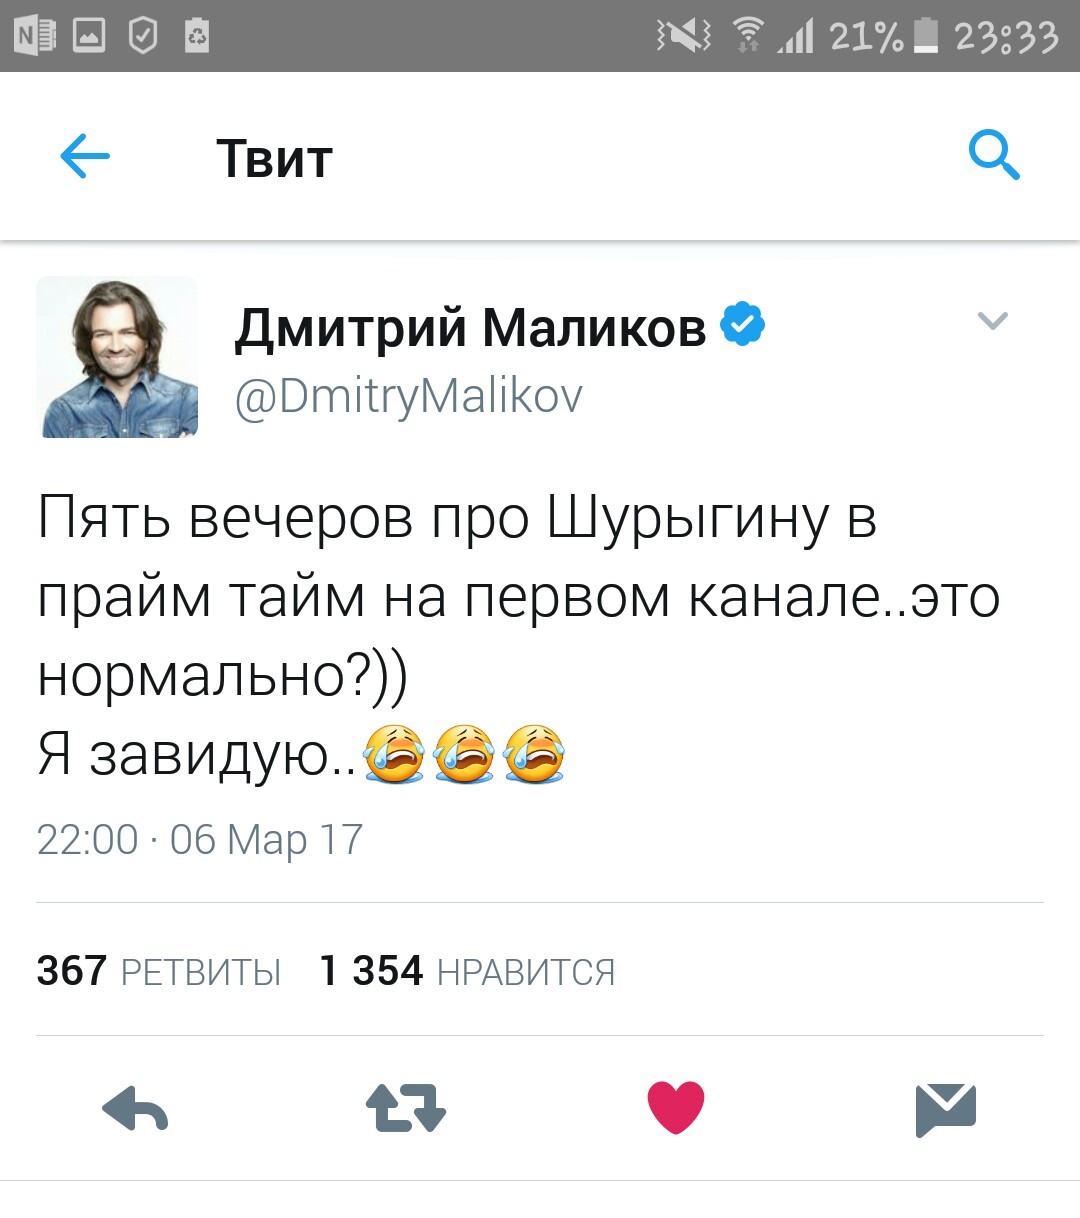 N 21% 23:33
Твит
Дмитрий Маликов
@DmitryMalikov
Пять вечеров про Шурыгину в
прайм тайм на первом канале..это
нормально?))
Я завидую..😭😭😭
22:00 · 06 Мар 17
367 РЕТВИТЫ 1 354 НРАВИТСЯ